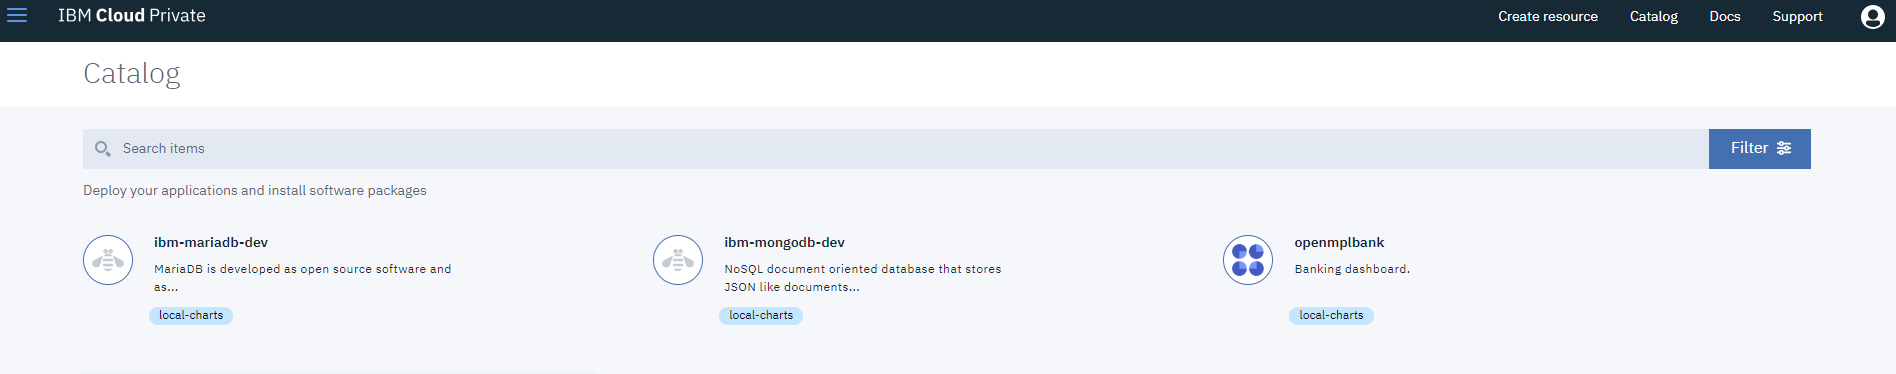 IBM Cloud Private
Create resource
Catalog
Docs
Support
Catalog
Search items
Filter
Deploy your applications and install software packages
ibm-mariadb-dev
MariaDB is developed as open source software and
as...
local-charts
ibm-mongodb-dev
NoSQL document oriented database that stores
JSON like documents...
local-charts
openmplbank
Banking dashboard.
local-charts